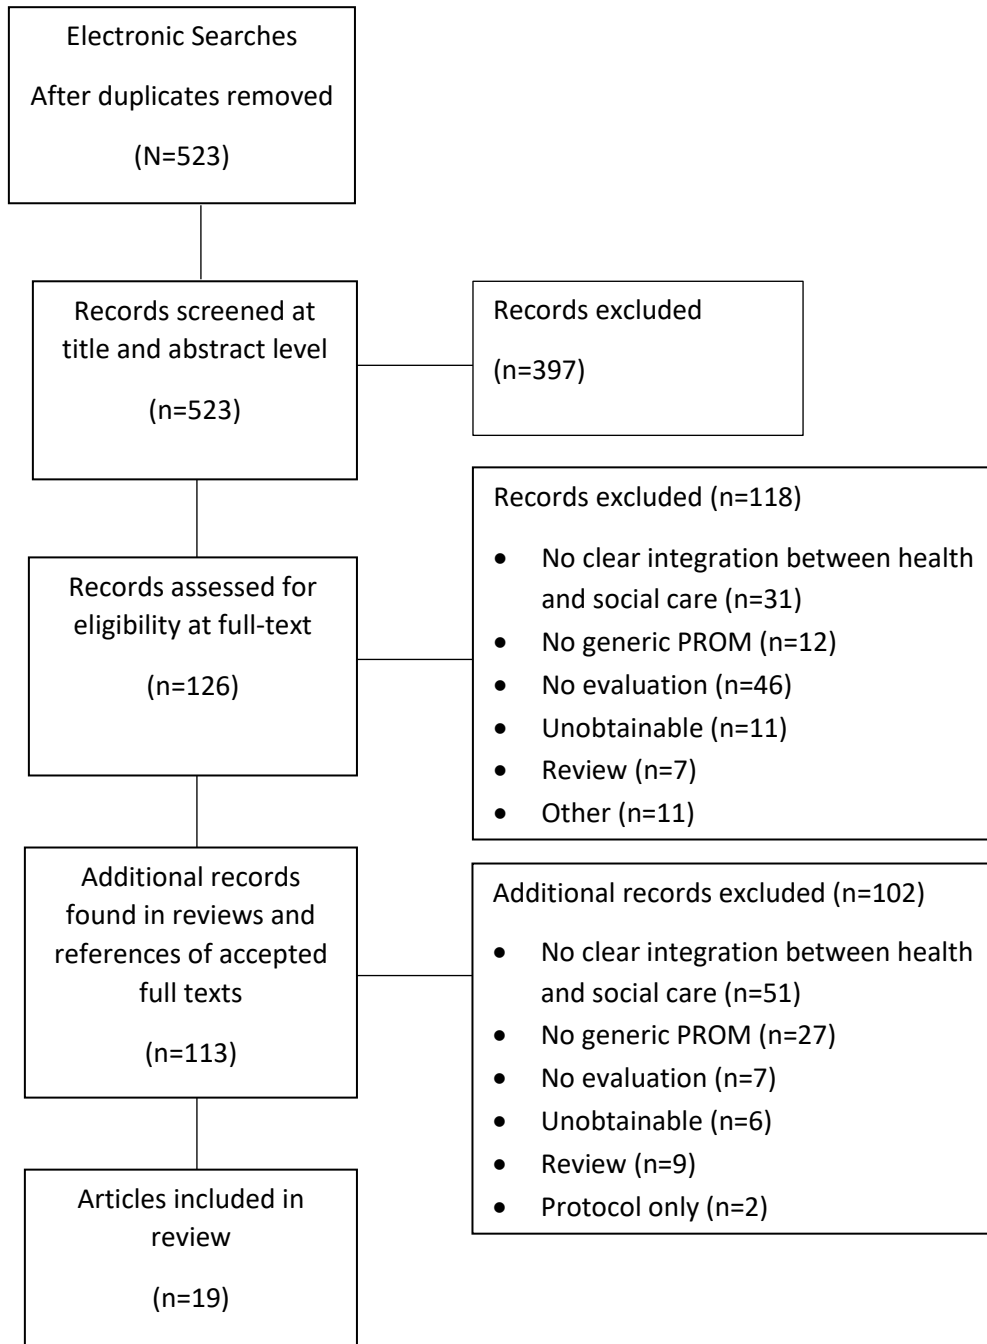 Electronic Searches
After duplicates removed
(N=523)
Records screened at
title and abstract level
(n=523)
Records excluded
(n=397)
Records assessed for
eligibility at full-text
(n=126)
Records excluded (n=118)
• No clear integration between health
and social care (n=31)
• No generic PROM (n=12)
• No evaluation (n=46)
• Unobtainable (n=11)
• Review (n=7)
• Other (n=11)
Additional records
found in reviews and
references of accepted
full texts
(n=113)
Additional records excluded (n=102)
• No clear integration between health
and social care (n=51)
• No generic PROM (n=27)
• No evaluation (n=7)
• Unobtainable (n=6)
• Review (n=9)
• Protocol only (n=2)
Articles included in
review
(n=19)